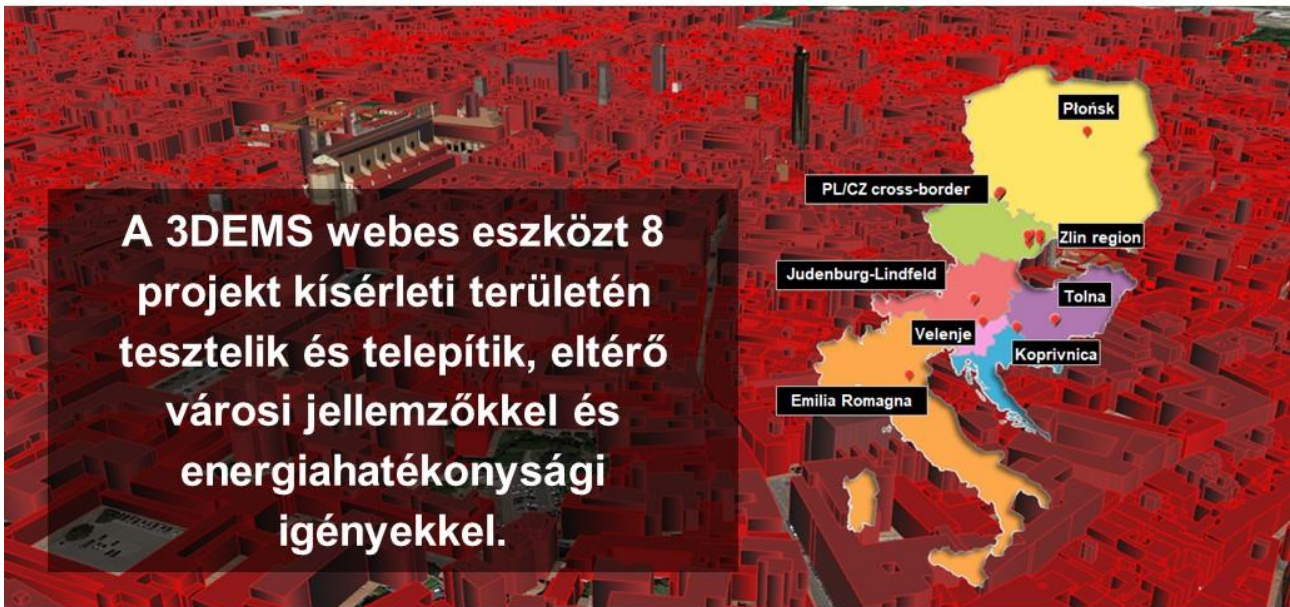 A 3DEMS webes eszközt 8
projekt kísérleti területén
tesztelik és telepítik, eltérő
városi jellemzőkkel és
energiahatékonysági
igényekkel.
Płońsk
PL/CZ cross-border
Zlin region
Judenburg-Lindfeld
Tolna
Velenje
Koprivnica
Emilia Romagna